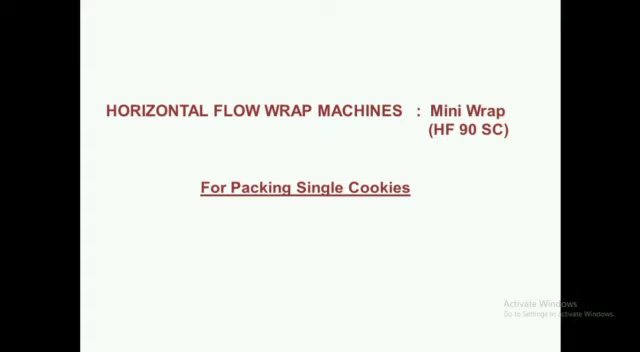 HORIZONTAL FLOW WRAP MACHINES : Mini Wrap
(HF 90 SC)
For Packing Single Cookies
Activate Windows
Go to Settings to activate Windows.